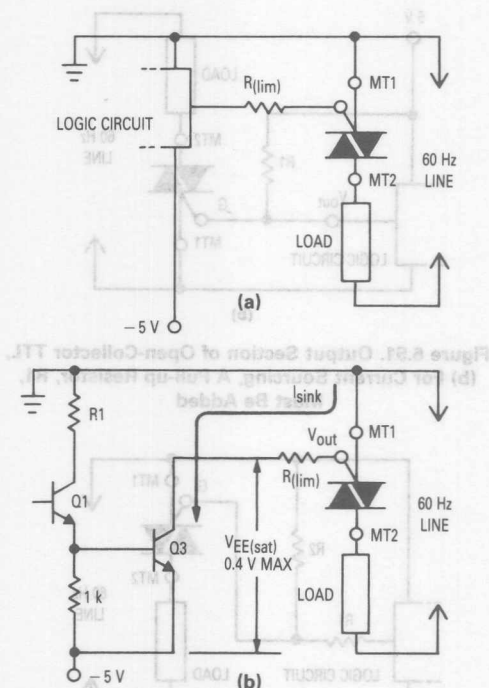 R(lim)
MT1
LOGIC CIRCUIT
MT2
60 Hz
LINE
LOAD
(a)
– 5 V
Figure 6.51. Output Section of Open-Collector TTL,
(b) For Current Sourcing, A Pull-up Resistor, R1,
Must Be Added
R1
Isink
Vout
MT1
R(lim)
Q1
60 Hz
LINE
Q3
VEE(sat)
0.4 V MAX
MT2
1 k
LOAD
– 5 V
(b)